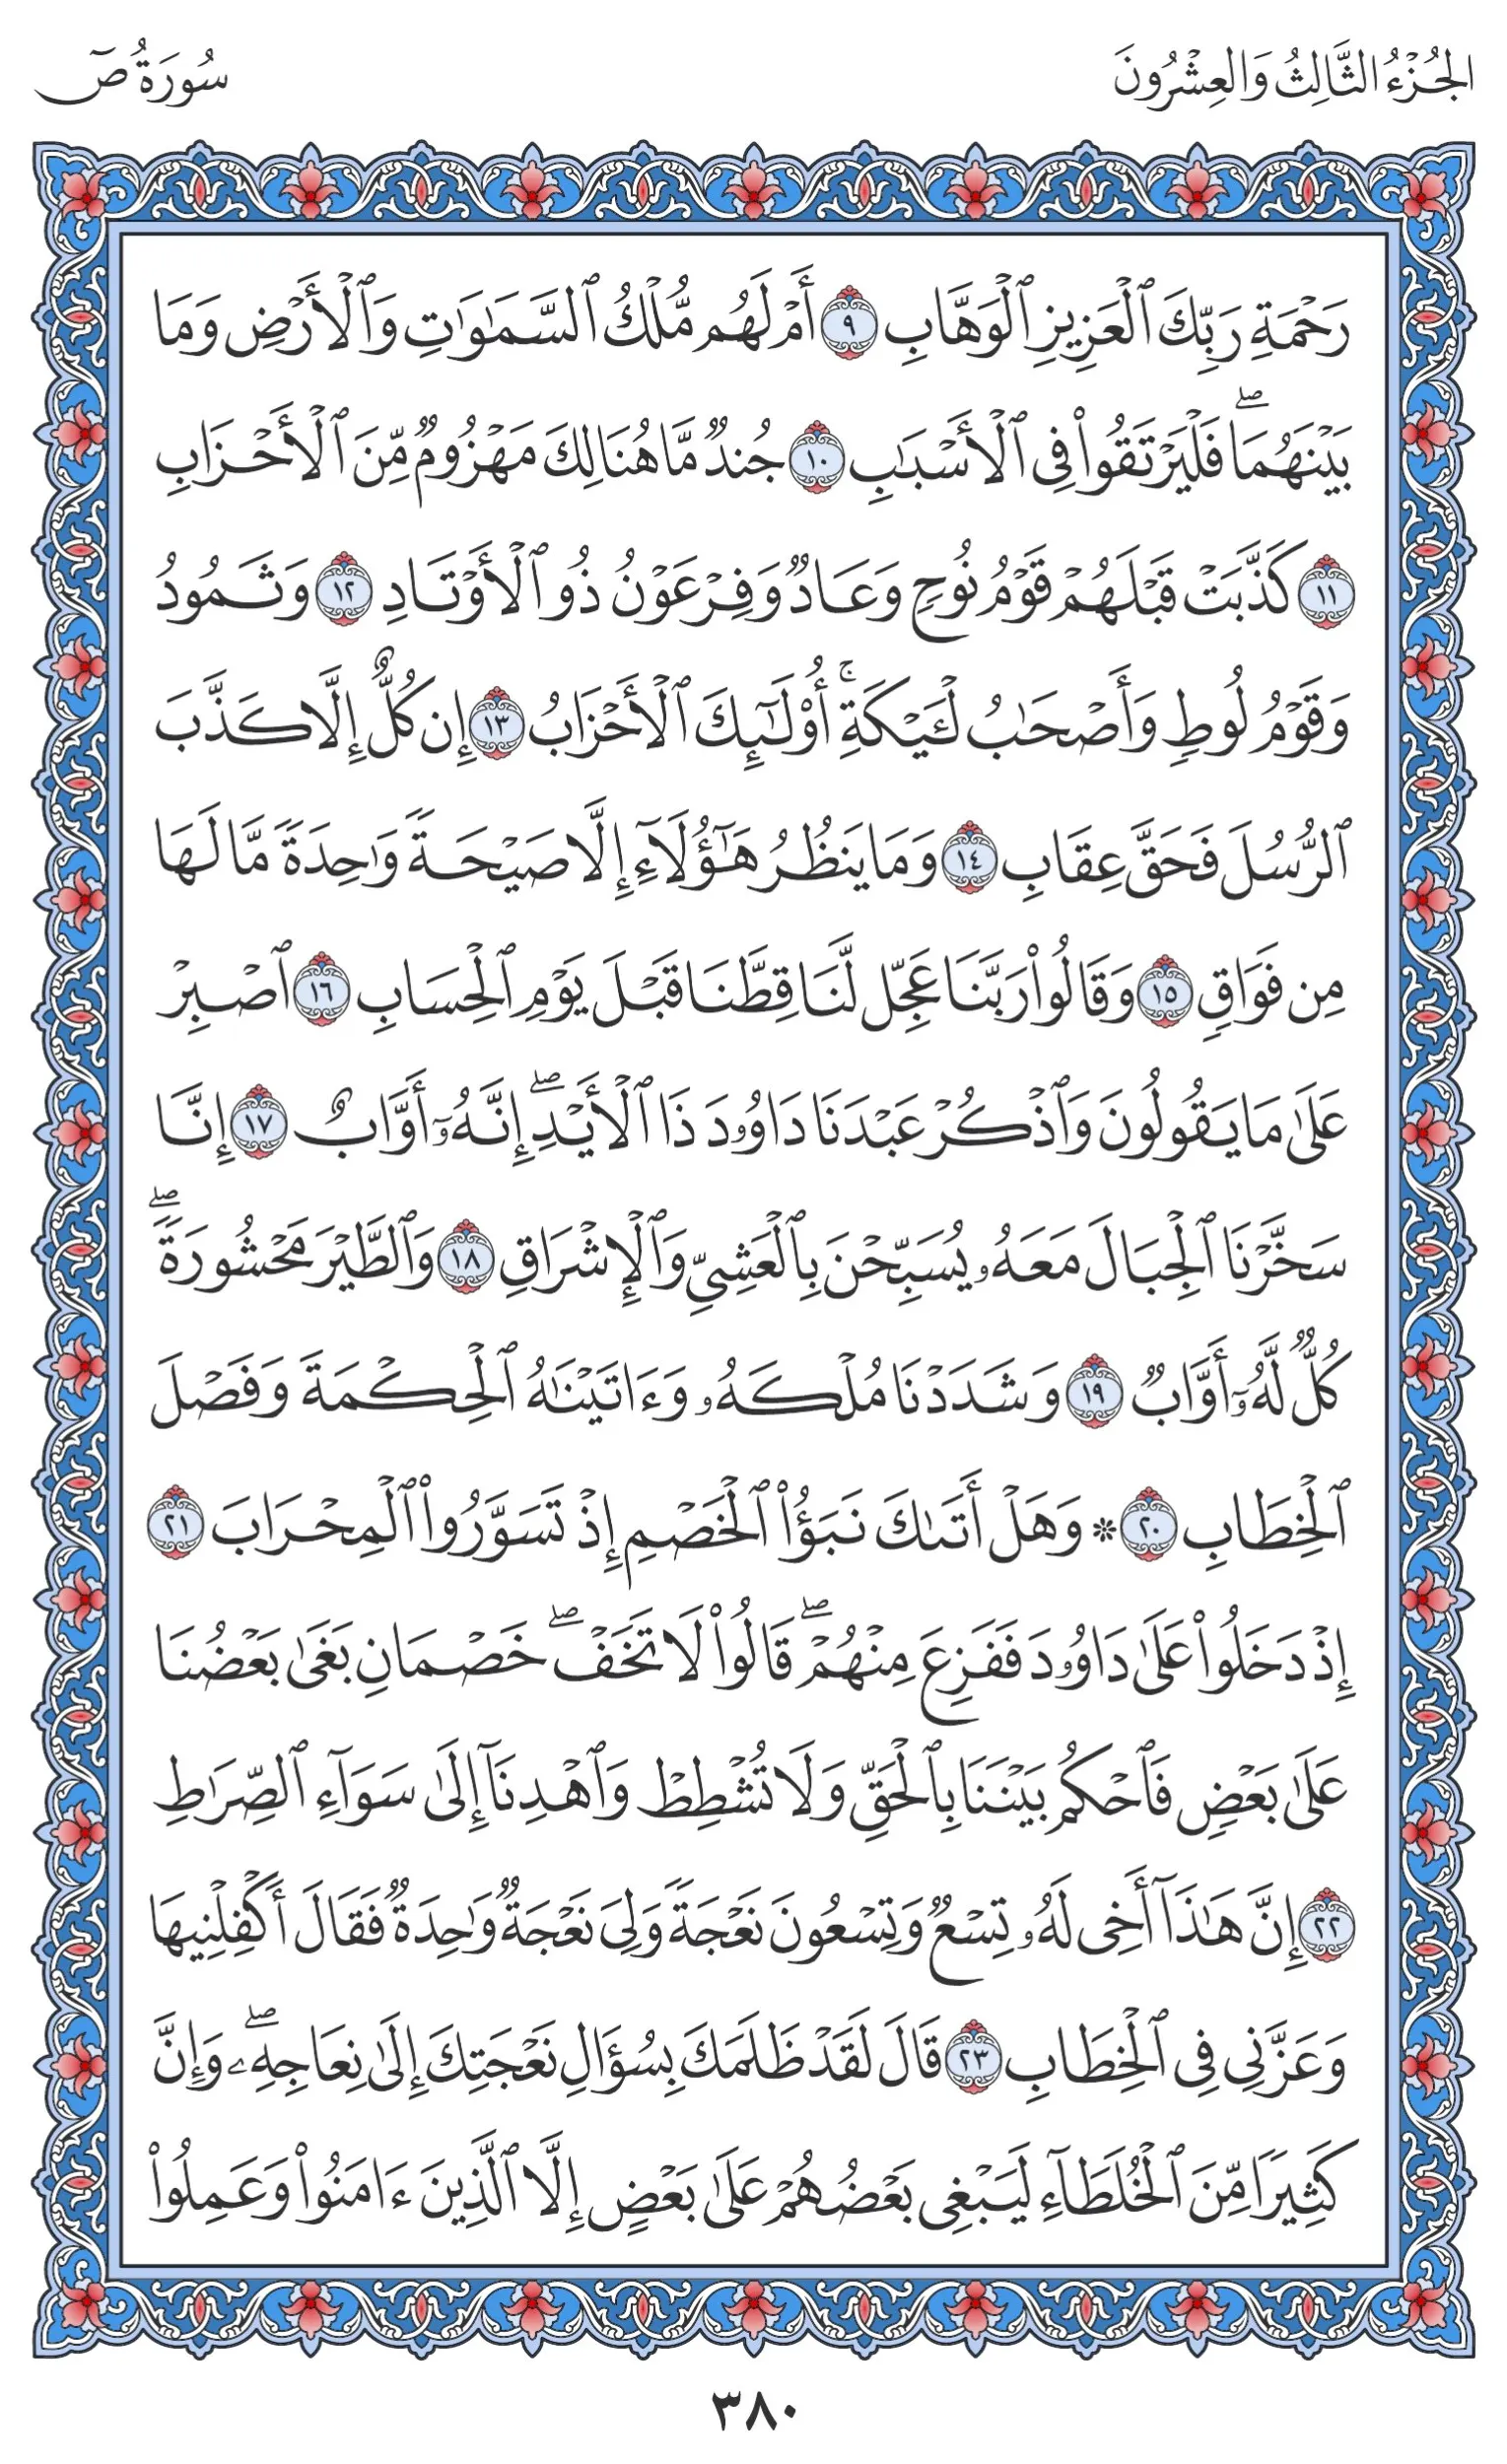 الجُزْءُ الثَّالِثُ وَالعِشْرُونَ
سُورَةُ صٓ
رَحْمَةِ رَبِّكَ ٱلْعَزِيزِ ٱلْوَهَّابِ ٩ أَمْ لَهُم مُّلْكُ ٱلسَّمَٰوَٰتِ وَٱلْأَرْضِ وَمَا
بَيْنَهُمَاۖ فَلْيَرْتَقُوا۟ فِى ٱلْأَسْبَٰبِ ١٠ جُندٌ مَّا هُنَالِكَ مَهْزُومٌ مِّنَ ٱلْأَحْزَابِ
١١ كَذَّبَتْ قَبْلَهُمْ قَوْمُ نُوحٍ وَعَادٌ وَفِرْعَوْنُ ذُو ٱلْأَوْتَادِ ١٢ وَثَمُودُ
وَقَوْمُ لُوطٍ وَأَصْحَٰبُ لْـَٔيْكَةِۚ أُو۟لَٰٓئِكَ ٱلْأَحْزَابُ ١٣ إِن كُلٌّ إِلَّا كَذَّبَ
ٱلرُّسُلَ فَحَقَّ عِقَابِ ١٤ وَمَا يَنظُرُ هَٰٓؤُلَآءِ إِلَّا صَيْحَةً وَٰحِدَةً مَّا لَهَا
مِن فَوَاقٍ ١٥ وَقَالُوا۟ رَبَّنَا عَجِّل لَّنَا قِطَّنَا قَبْلَ يَوْمِ ٱلْحِسَابِ ١٦ ٱصْبِرْ
عَلَىٰ مَا يَقُولُونَ وَٱذْكُرْ عَبْدَنَا دَاوُۥدَ ذَا ٱلْأَيْدِۖ إِنَّهُۥٓ أَوَّابٌ ١٧ إِنَّا
سَخَّرْنَا ٱلْجِبَالَ مَعَهُۥ يُسَبِّحْنَ بِٱلْعَشِىِّ وَٱلْإِشْرَاقِ ١٨ وَٱلطَّيْرَ مَحْشُورَةًۖ
كُلٌّ لَّهُۥٓ أَوَّابٌ ١٩ وَشَدَدْنَا مُلْكَهُۥ وَءَاتَيْنَٰهُ ٱلْحِكْمَةَ وَفَصْلَ
ٱلْخِطَابِ ٢٠ ۞ وَهَلْ أَتَىٰكَ نَبَؤُا۟ ٱلْخَصْمِ إِذْ تَسَوَّرُوا۟ ٱلْمِحْرَابَ ٢١
إِذْ دَخَلُوا۟ عَلَىٰ دَاوُۥدَ فَفَزِعَ مِنْهُمْۖ قَالُوا۟ لَا تَخَفْۖ خَصْمَانِ بَغَىٰ بَعْضُنَا
عَلَىٰ بَعْضٍ فَٱحْكُم بَيْنَنَا بِٱلْحَقِّ وَلَا تُشْطِطْ وَٱهْدِنَآ إِلَىٰ سَوَآءِ ٱلصِّرَٰطِ
٢٢ إِنَّ هَٰذَآ أَخِى لَهُۥ تِسْعٌ وَتِسْعُونَ نَعْجَةً وَلِىَ نَعْجَةٌ وَٰحِدَةٌ فَقَالَ أَكْفِلْنِيهَا
وَعَزَّنِى فِى ٱلْخِطَابِ ٢٣ قَالَ لَقَدْ ظَلَمَكَ بِسُؤَالِ نَعْجَتِكَ إِلَىٰ نِعَاجِهِۦۖ وَإِنَّ
كَثِيرًا مِّنَ ٱلْخُلَطَآءِ لَيَبْغِى بَعْضُهُمْ عَلَىٰ بَعْضٍ إِلَّا ٱلَّذِينَ ءَامَنُوا۟ وَعَمِلُوا۟
٣٨٠